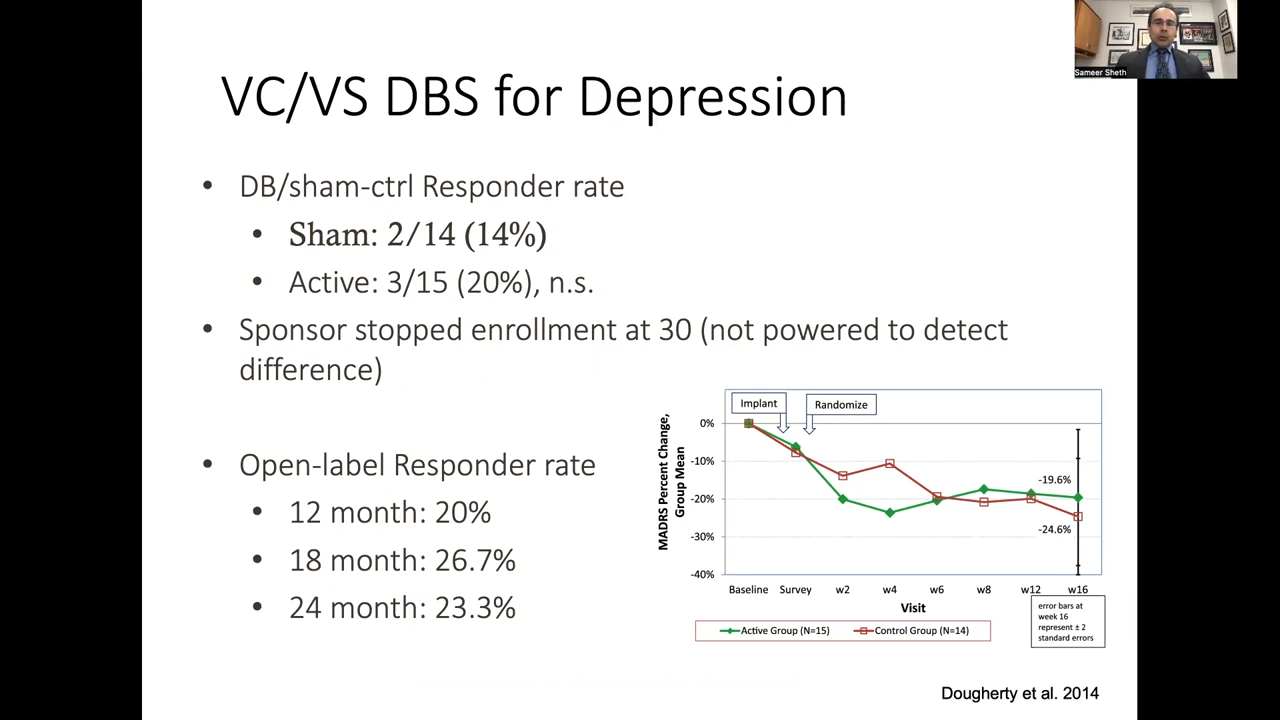 Sameer Sheth
VC/VS DBS for Depression
• DB/sham-ctrl Responder rate
• Sham: 2/14 (14%)
• Active: 3/15 (20%), n.s.
• Sponsor stopped enrollment at 30 (not powered to detect
difference)
• Open-label Responder rate
• 12 month: 20%
• 18 month: 26.7%
• 24 month: 23.3%
MADRS Percent Change,
Group Mean
Implant
Randomize
0%
-10%
-20%
-30%
-40%
-19.6%
-24.6%
Baseline Survey w2 w4 w6 w8 w12 w16
Visit
Active Group (N=15) Control Group (N=14)
error bars at
week 16
represent ± 2
standard errors
Dougherty et al. 2014